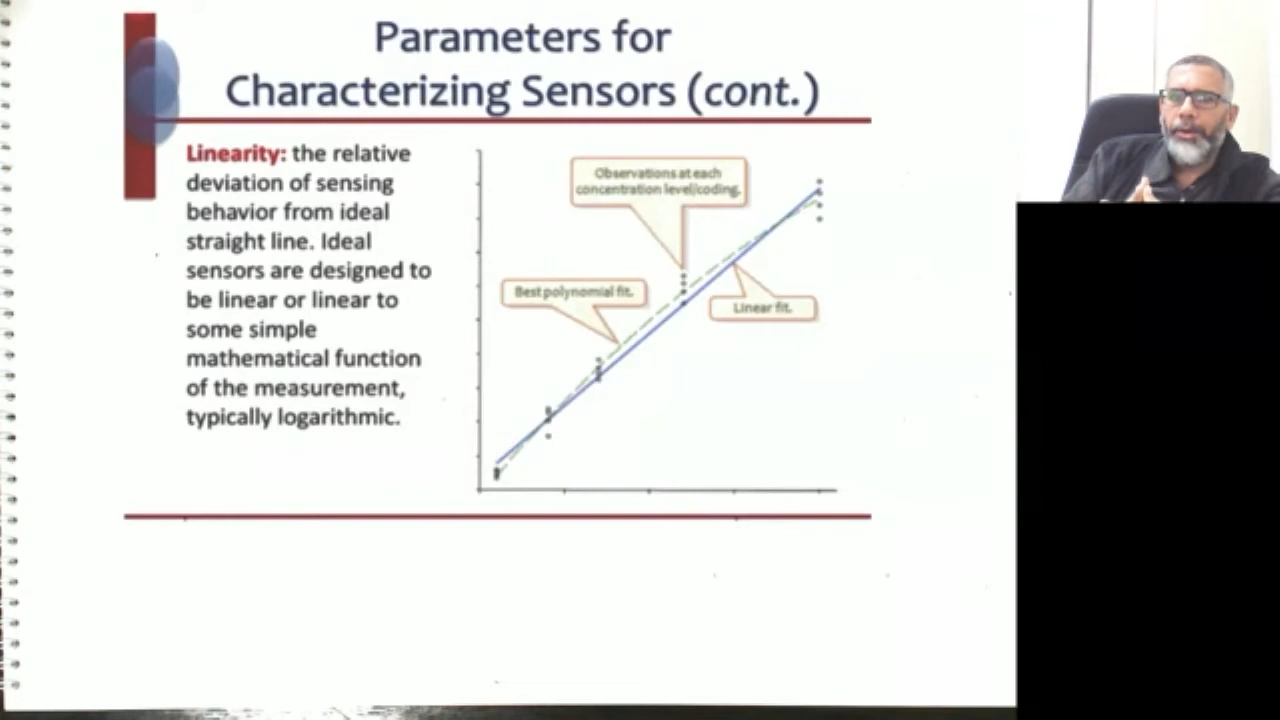 Parameters for
Characterizing Sensors (cont.)
Linearity: the relative
deviation of sensing
behavior from ideal
straight line. Ideal
sensors are designed to
be linear or linear to
some simple
mathematical function
of the measurement,
typically logarithmic.
Observations at each
concentration level/coding.
Best polynomial fit.
Linear fit.